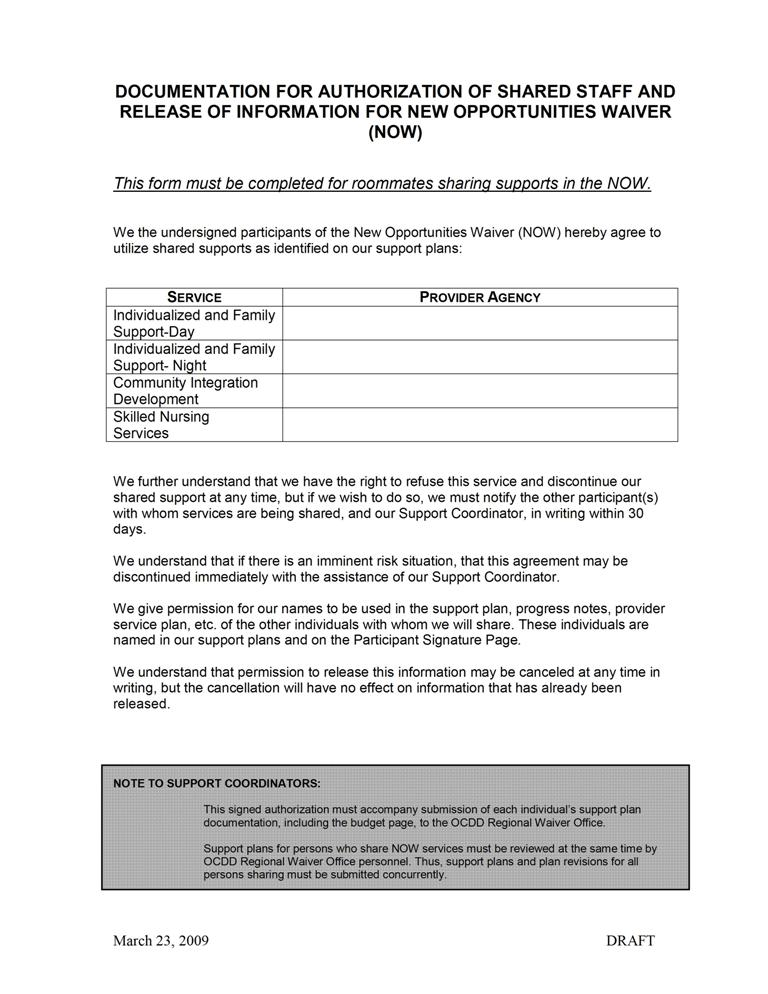 DOCUMENTATION FOR AUTHORIZATION OF SHARED STAFF AND
RELEASE OF INFORMATION FOR NEW OPPORTUNITIES WAIVER
(NOW)
This form must be completed for roommates sharing supports in the NOW.
We the undersigned participants of the New Opportunities Waiver (NOW) hereby agree to
utilize shared supports as identified on our support plans:
SERVICE PROVIDER AGENCY
Individualized and Family
Support-Day
Individualized and Family
Support- Night
Community Integration
Development
Skilled Nursing
Services
We further understand that we have the right to refuse this service and discontinue our
shared support at any time, but if we wish to do so, we must notify the other participant(s)
with whom services are being shared, and our Support Coordinator, in writing within 30
days.
We understand that if there is an imminent risk situation, that this agreement may be
discontinued immediately with the assistance of our Support Coordinator.
We give permission for our names to be used in the support plan, progress notes, provider
service plan, etc. of the other individuals with whom we will share. These individuals are
named in our support plans and on the Participant Signature Page.
We understand that permission to release this information may be canceled at any time in
writing, but the cancellation will have no effect on information that has already been
released.
NOTE TO SUPPORT COORDINATORS:
This signed authorization must accompany submission of each individual's support plan
documentation, including the budget page, to the OCDD Regional Waiver Office.
Support plans for persons who share NOW services must be reviewed at the same time by
OCDD Regional Waiver Office personnel. Thus, support plans and plan revisions for all
persons sharing must be submitted concurrently.
March 23, 2009 DRAFT